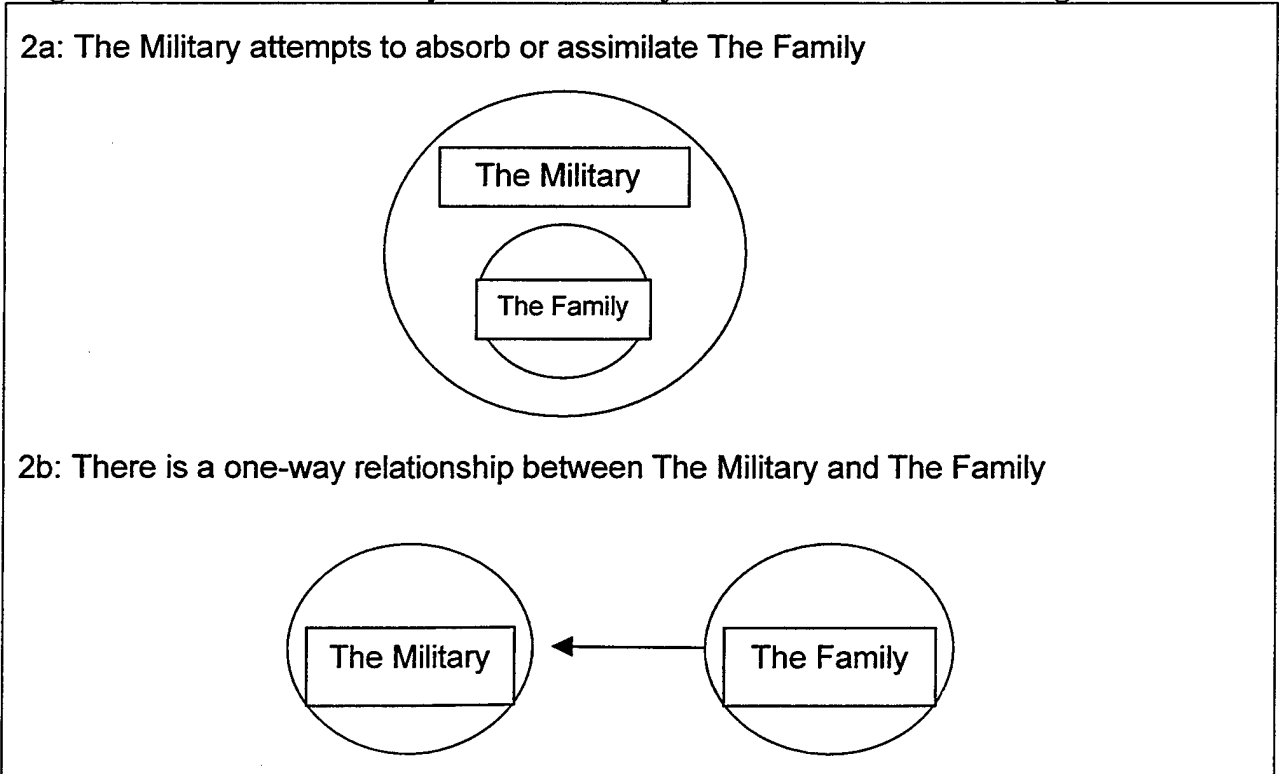 2a: The Military attempts to absorb or assimilate The Family
The Military
The Family
2b: There is a one-way relationship between The Military and The Family
The Military
The Family